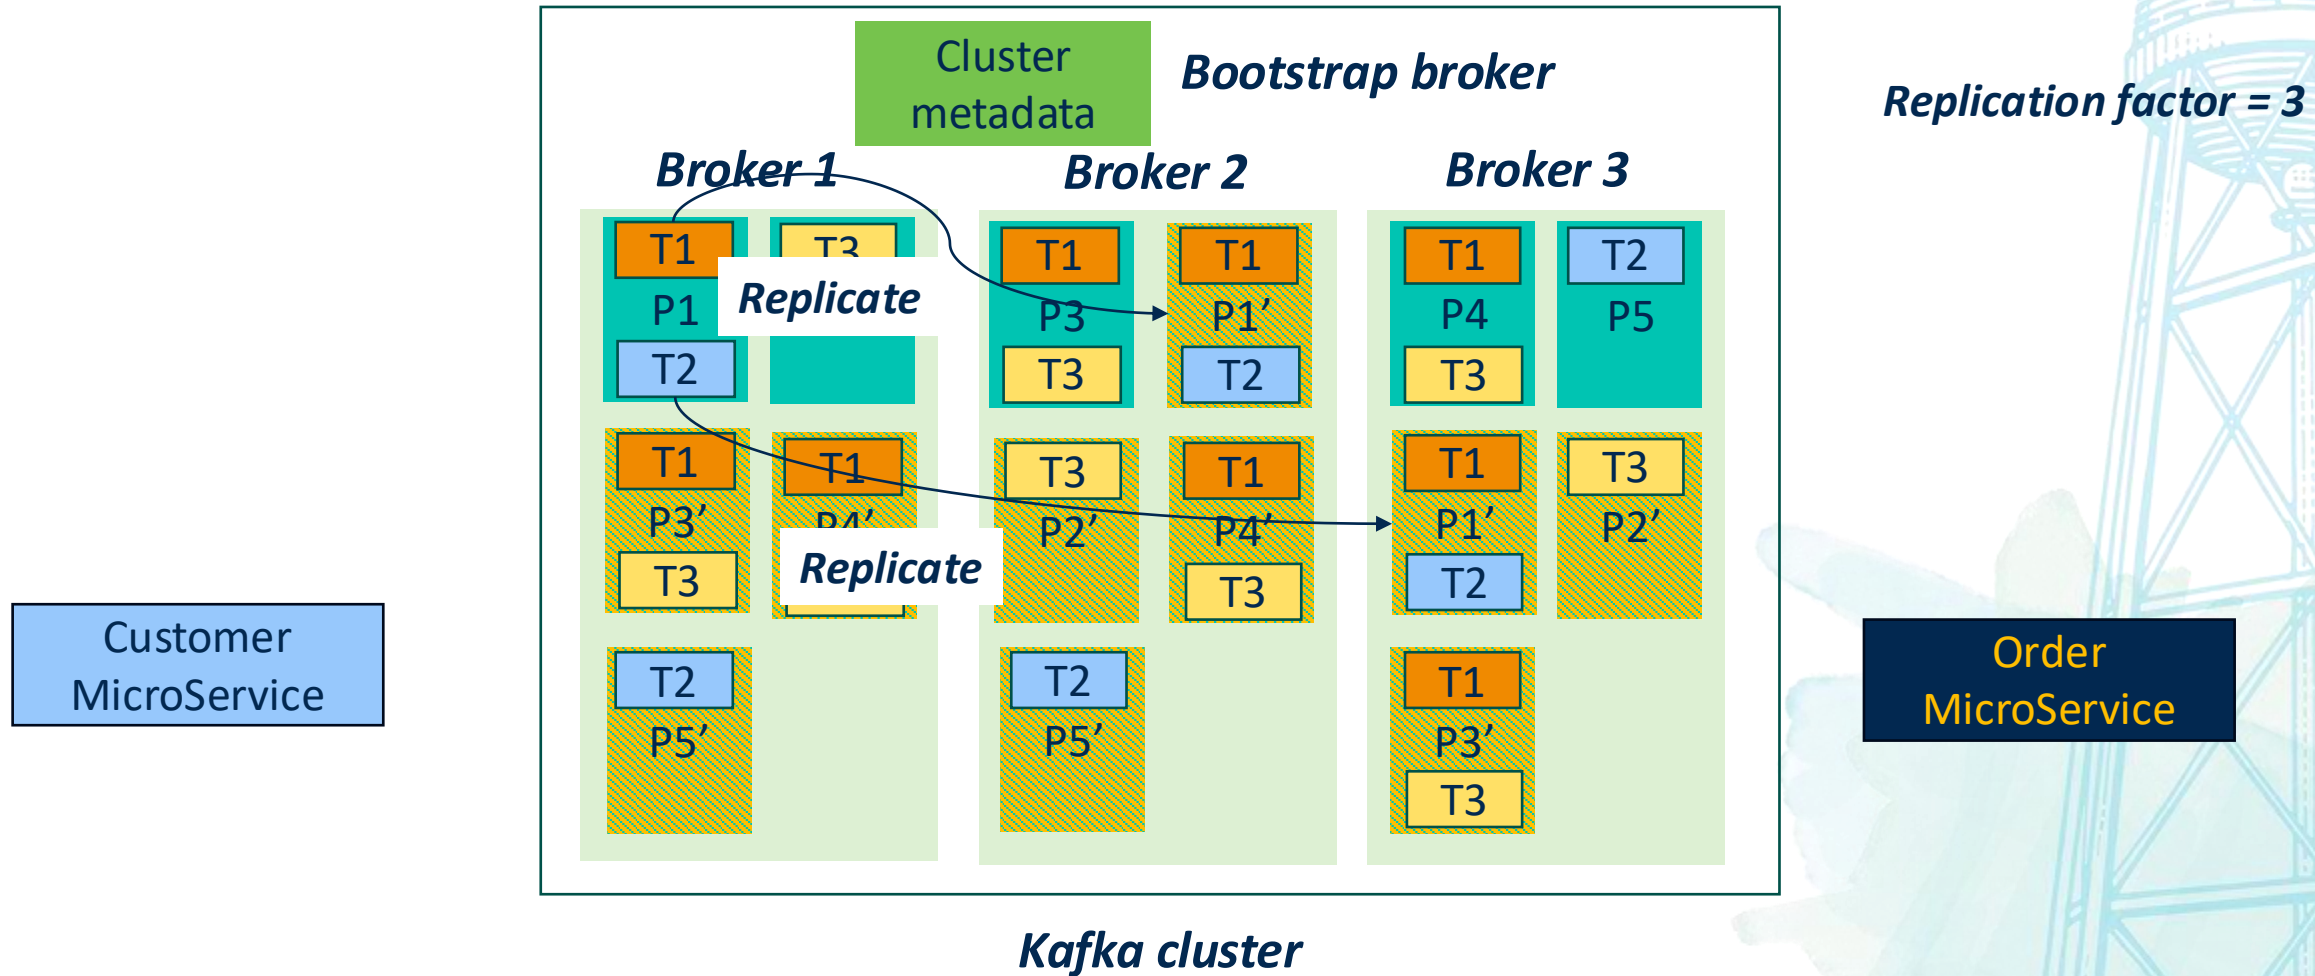 Cluster
metadata
Bootstrap broker
Replication factor = 3
Broker 1
Broker 2
Broker 3
T1
P1
T2
T3
Replicate
T1
P3
T3
T1
P1’
T2
T1
P4
T3
T2
P5
T1
P3’
T3
T1
P4’
Replicate
T3
P2’
T1
P4’
T3
T1
P1’
T2
T3
P2’
T2
P5’
T2
P5’
T1
P3’
T3
Customer
MicroService
Order
MicroService
Kafka cluster